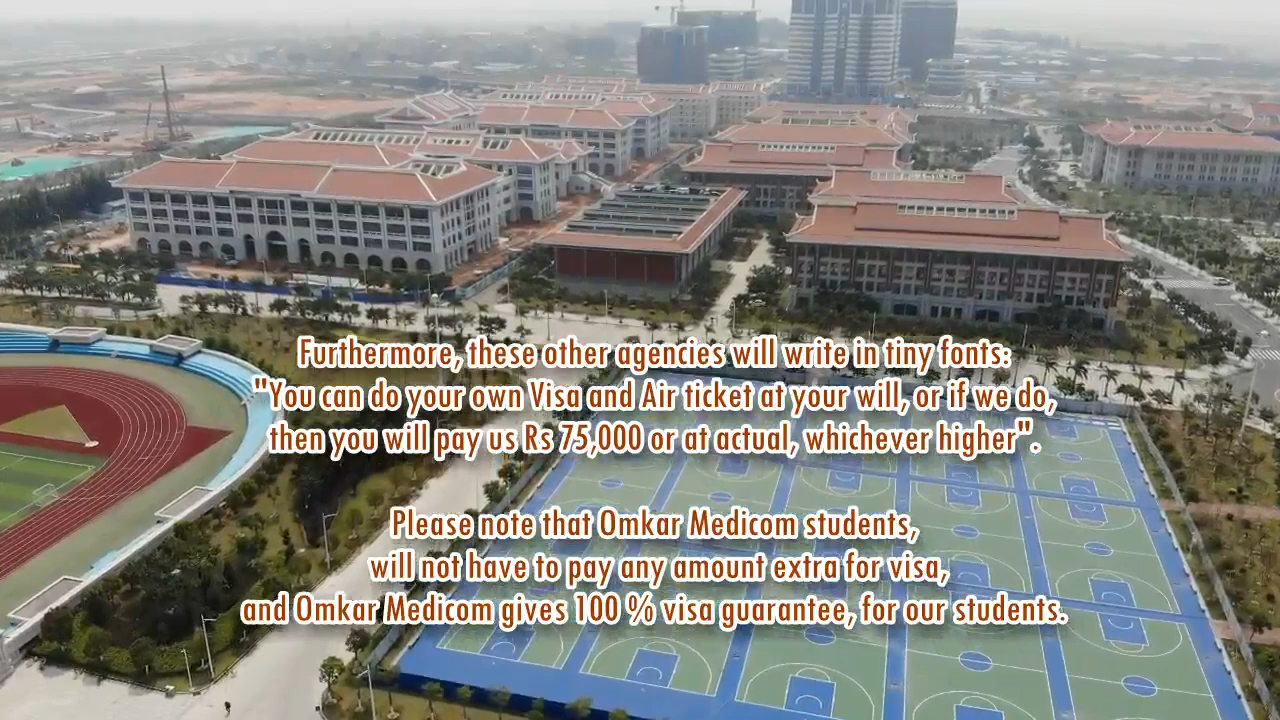 Furthermore, these other agencies will write in tiny fonts:
"You can do your own Visa and Air ticket at your will, or if we do,
then you will pay us Rs 75,000 or at actual, whichever higher".
Please note that Omkar Medicom students,
will not have to pay any amount extra for visa,
and Omkar Medicom gives 100 % visa guarantee, for our students.